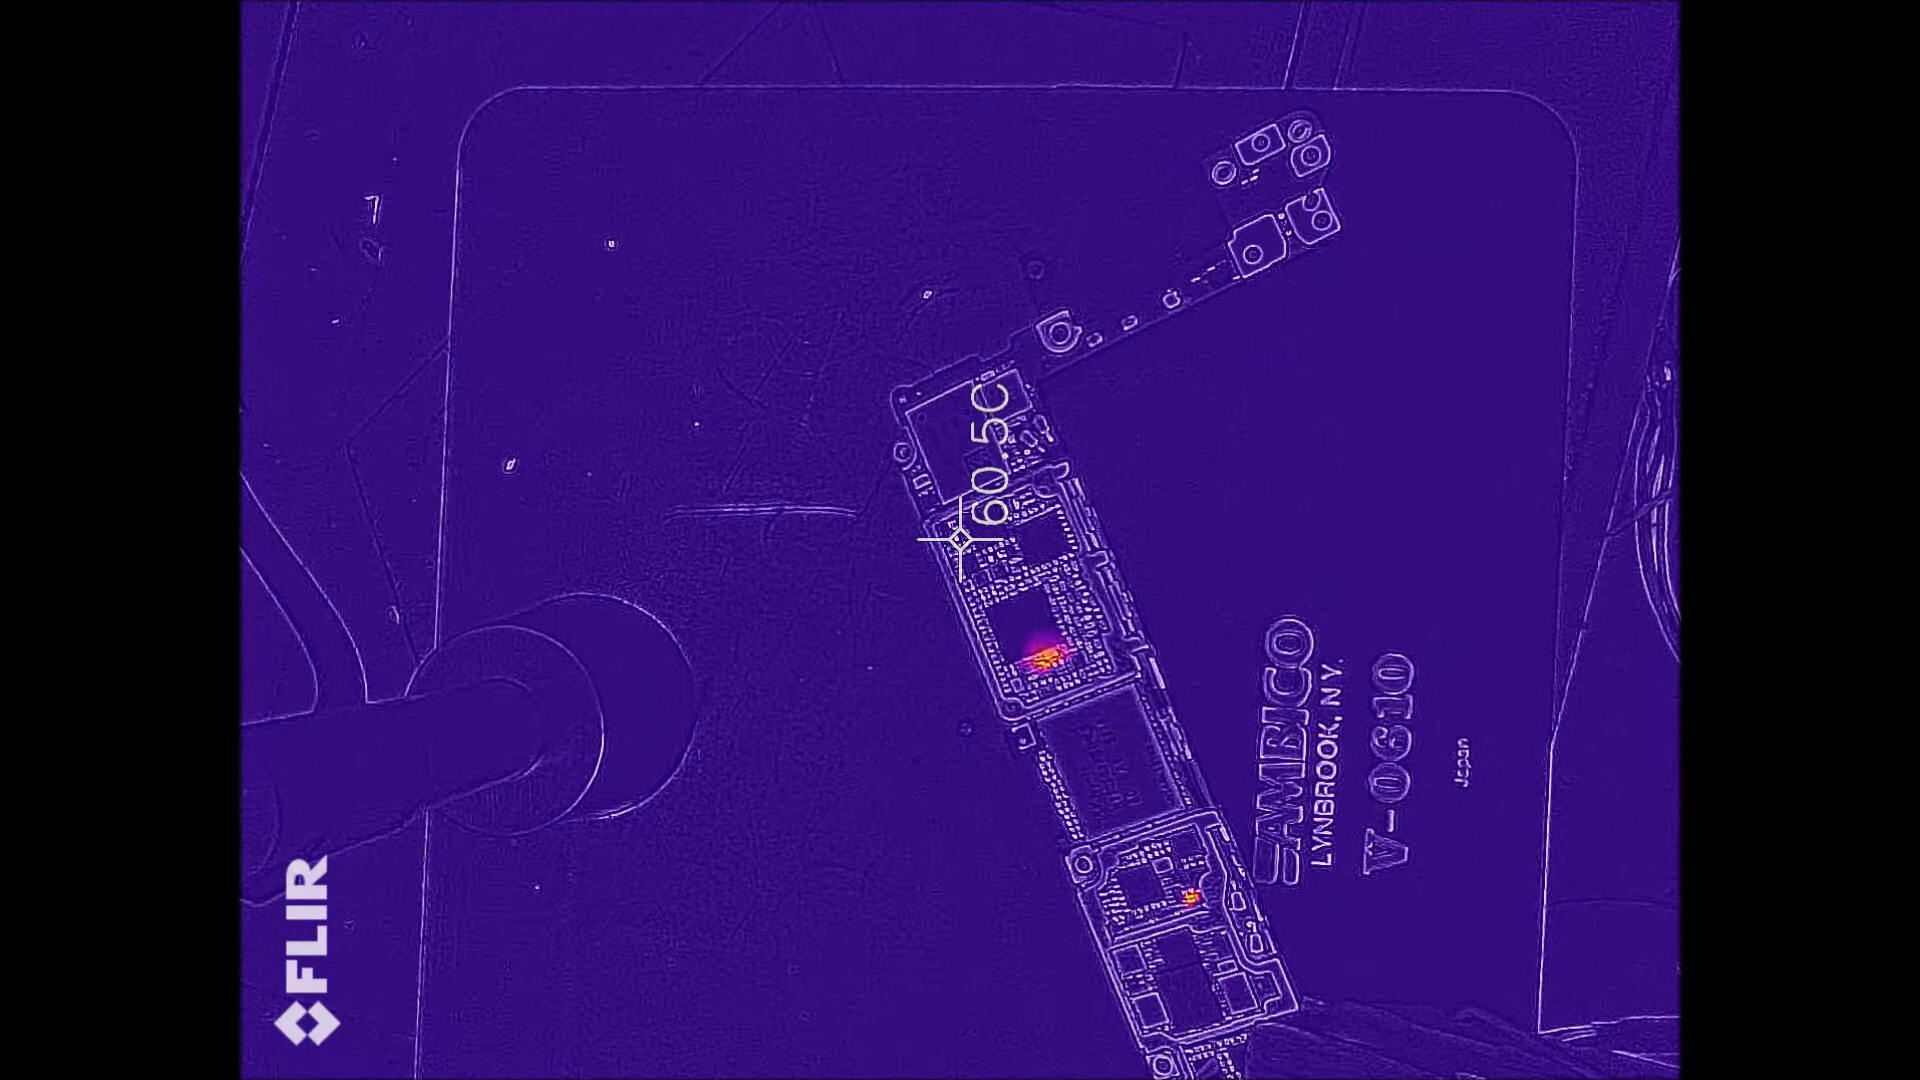 60.5C
AMBICO
LYNBROOK, N.Y.
V-0610
Japan
FLIR